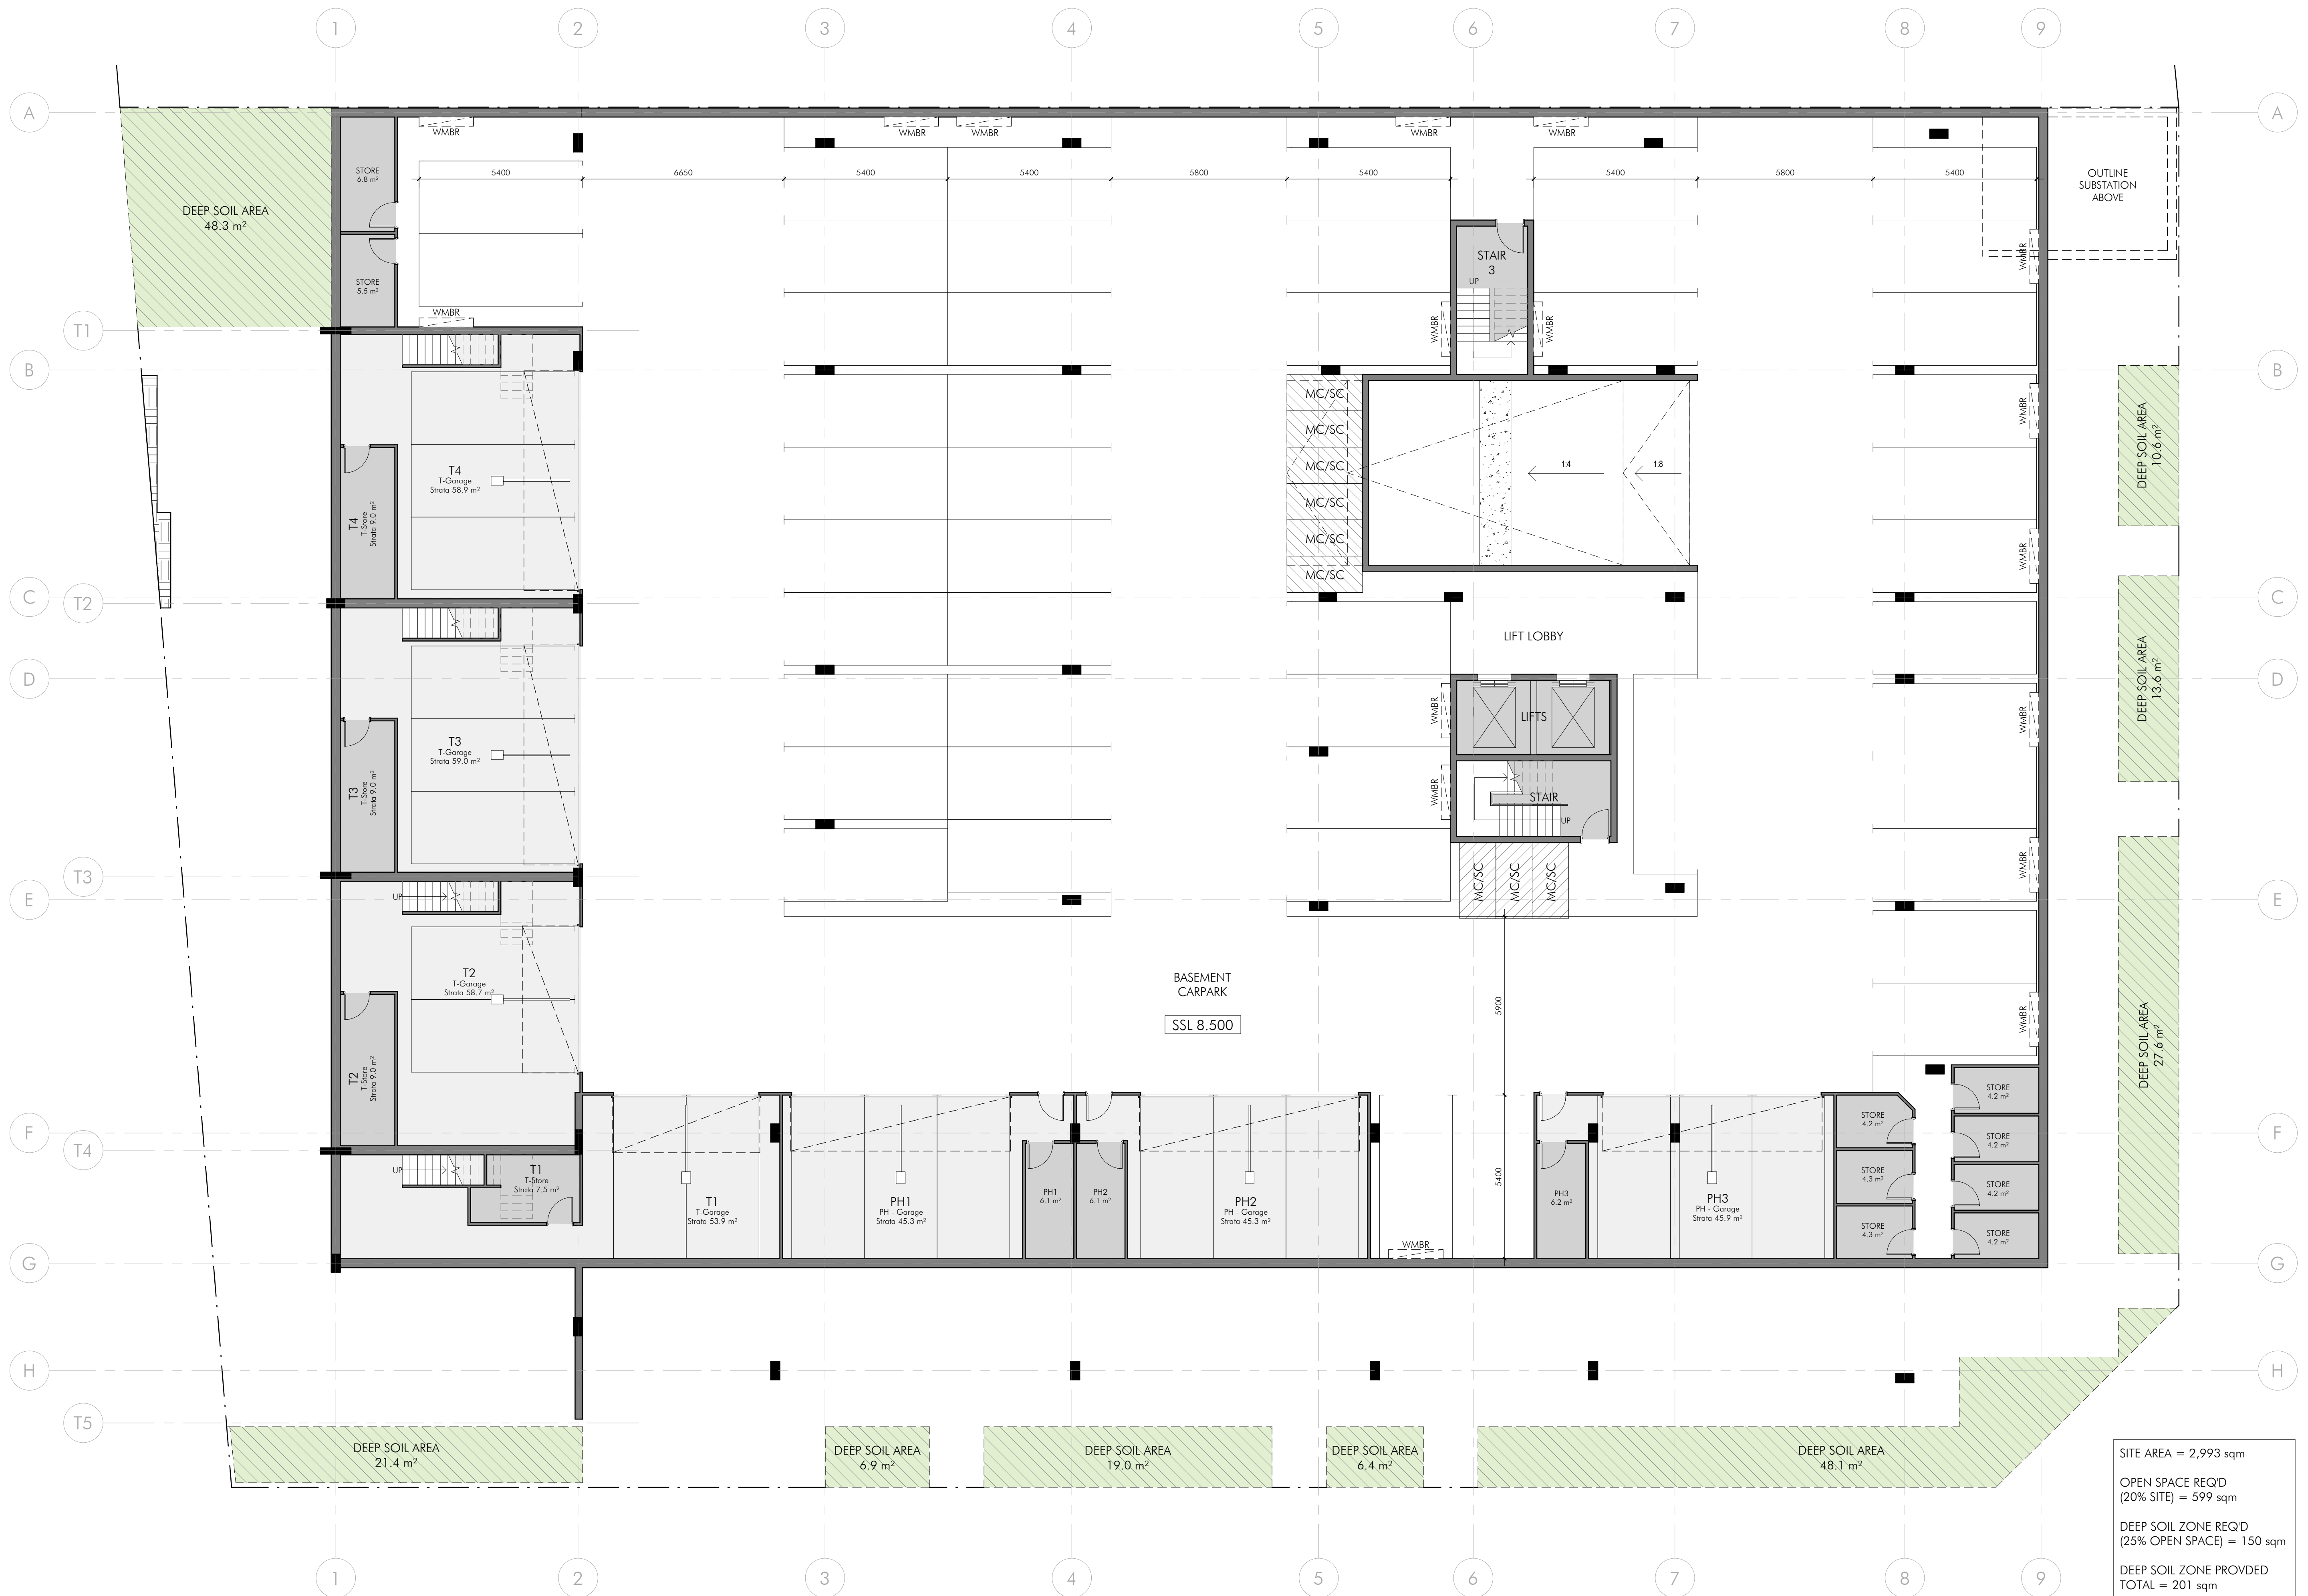 1 2 3 4 5 6 7 8 9
A A
WMBR WMBR WMBR WMBR WMBR
STORE
6.8 m²
5400 6650 5400 5400 5800 5400 5400 5800 5400
OUTLINE
SUBSTATION
ABOVE
DEEP SOIL AREA
48.3 m²
STORE
5.5 m²
WMBR
STAIR
3
UP
WMBR
WMBR
WMBR
T1
B B
MC/SC
MC/SC
MC/SC
MC/SC
MC/SC
MC/SC
1:4
1:8
WMBR
DEEP SOIL AREA
10.6 m²
T4
T-Garage
Strata 58.9 m²
T4
T-Store
Strata 9.0 m²
WMBR
C T2 C
LIFT LOBBY
DEEP SOIL AREA
13.6 m²
D D
LIFTS
WMBR
WMBR
T3
T-Garage
Strata 59.0 m²
T3
T-Store
Strata 9.0 m²
WMBR
STAIR
UP
MC/SC
MC/SC
MC/SC
WMBR
T3
E E
UP
T2
T-Garage
Strata 58.7 m²
T2
T-Store
Strata 9.0 m²
BASEMENT
CARPARK
SSL 8.500
5900
WMBR
DEEP SOIL AREA
27.6 m²
STORE
4.2 m²
STORE
4.2 m²
STORE
4.2 m²
STORE
4.2 m²
STORE
4.2 m²
STORE
4.3 m²
STORE
4.3 m²
F T4 F
UP
T1
T-Store
Strata 7.5 m²
T1
T-Garage
Strata 53.9 m²
PH1
PH - Garage
Strata 45.3 m²
PH1
6.1 m²
PH2
6.1 m²
PH2
PH - Garage
Strata 45.3 m²
5400
PH3
6.2 m²
PH3
PH - Garage
Strata 45.9 m²
WMBR
G G
H H
T5
DEEP SOIL AREA
21.4 m²
DEEP SOIL AREA
6.9 m²
DEEP SOIL AREA
19.0 m²
DEEP SOIL AREA
6.4 m²
DEEP SOIL AREA
48.1 m²
SITE AREA = 2,993 sqm
OPEN SPACE REQ'D
(20% SITE) = 599 sqm
DEEP SOIL ZONE REQ'D
(25% OPEN SPACE) = 150 sqm
DEEP SOIL ZONE PROVDED
TOTAL = 201 sqm
1 2 3 4 5 6 7 8 9